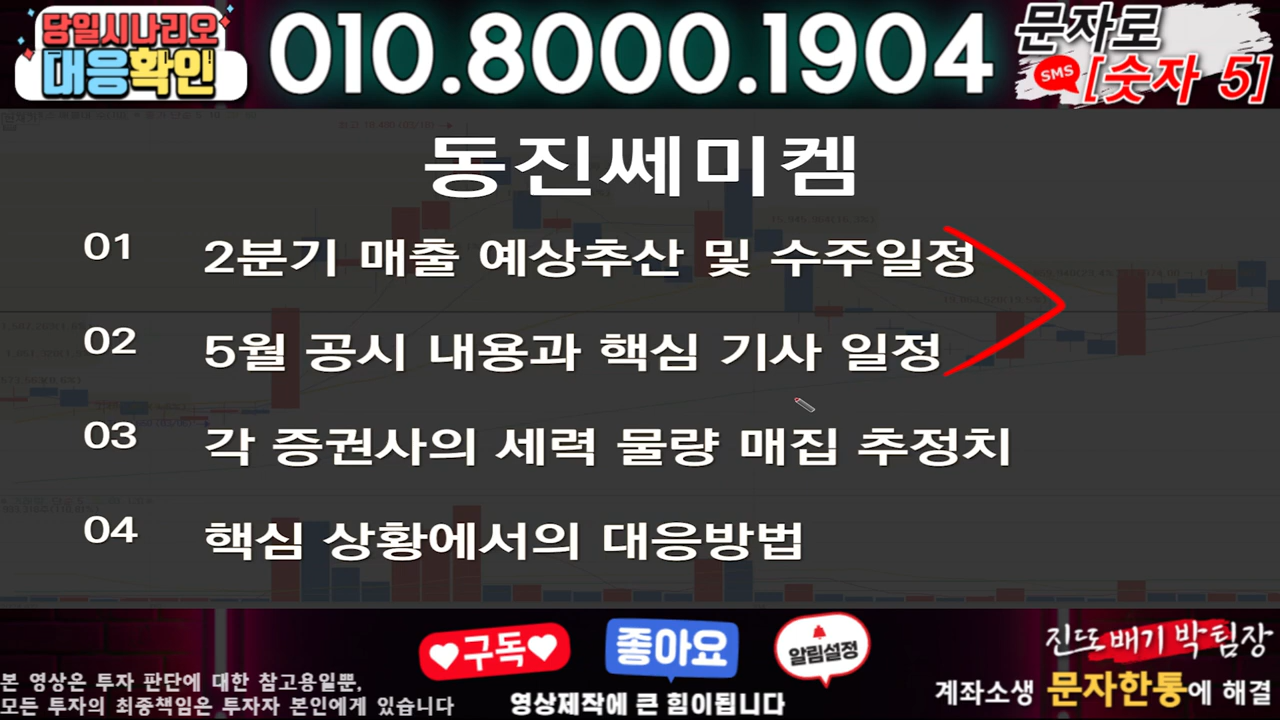 당일시나리오
대응확인
010.8000.1904
문자로
SMS [숫자 5]
동진쎄미켐
01 2분기 매출 예상추산 및 수주일정
02 5월 공시 내용과 핵심 기사 일정
03 각 증권사의 세력 물량 매집 추정치
04 핵심 상황에서의 대응방법
구독
좋아요
알림설정
영상제작에 큰 힘이됩니다
본 영상은 투자 판단에 대한 참고용일뿐,
모든 투자의 최종책임은 투자자 본인에게 있습니다
진또배기 박팀장
계좌소생 문자한통에 해결